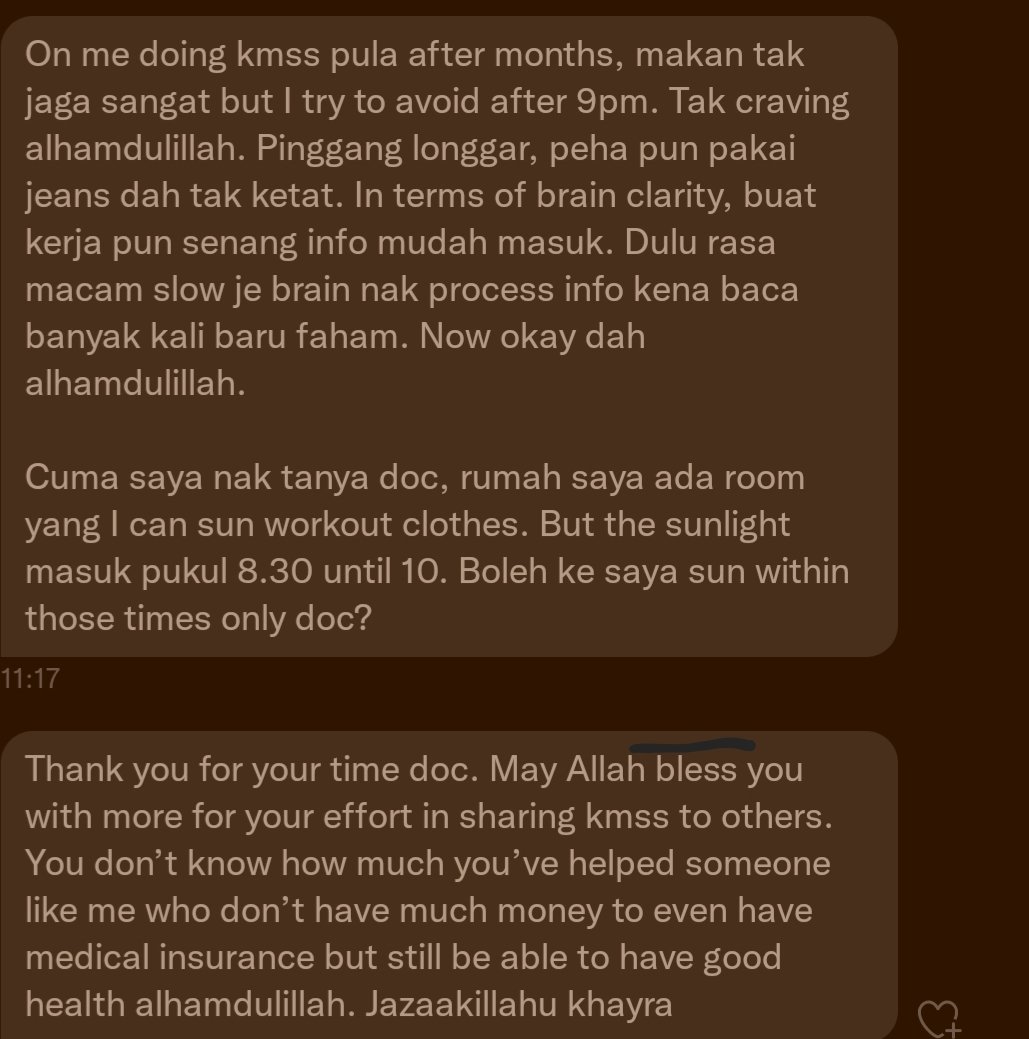 On me doing kmss pula after months, makan tak
jaga sangat but I try to avoid after 9pm. Tak craving
alhamdulillah. Pinggang longgar, peha pun pakai
jeans dah tak ketat. In terms of brain clarity, buat
kerja pun senang info mudah masuk. Dulu rasa
macam slow je brain nak process info kena baca
banyak kali baru faham. Now okay dah
alhamdulillah.
Cuma saya nak tanya doc, rumah saya ada room
yang I can sun workout clothes. But the sunlight
masuk pukul 8.30 until 10. Boleh ke saya sun within
those times only doc?
11:17
Thank you for your time doc. May Allah bless you
with more for your effort in sharing kmss to others.
You don’t know how much you’ve helped someone
like me who don’t have much money to even have
medical insurance but still be able to have good
health alhamdulillah. Jazaakillahu khayra